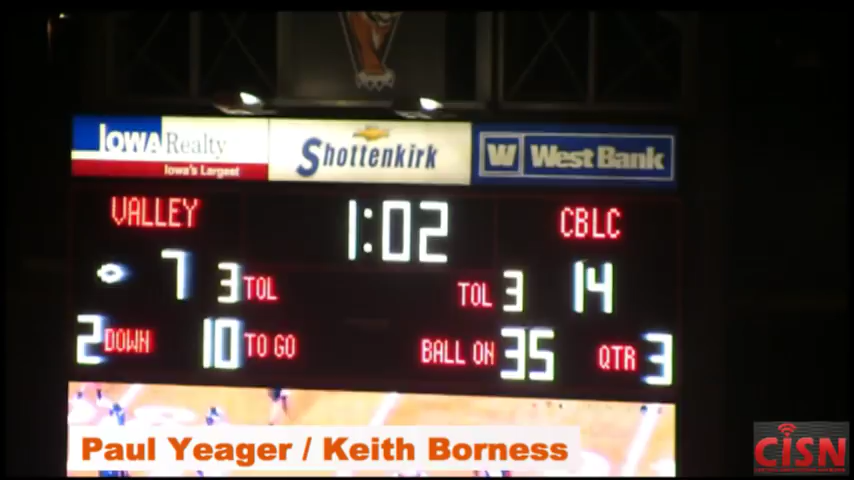 IOWA Realty
Iowa's Largest
Shottenkirk
W West Bank
VALLEY 1:02 CBLC
7 3 TOL TOL 3 14
2 DOWN 10 TO GO BALL ON 35 QTR 3
Paul Yeager / Keith Borness
CISN